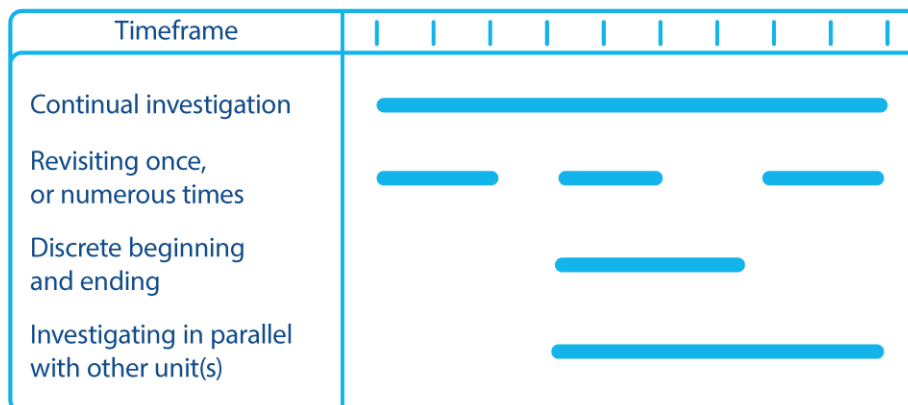 Timeframe
Continual investigation
Revisiting once,
or numerous times
Discrete beginning
and ending
Investigating in parallel
with other unit(s)